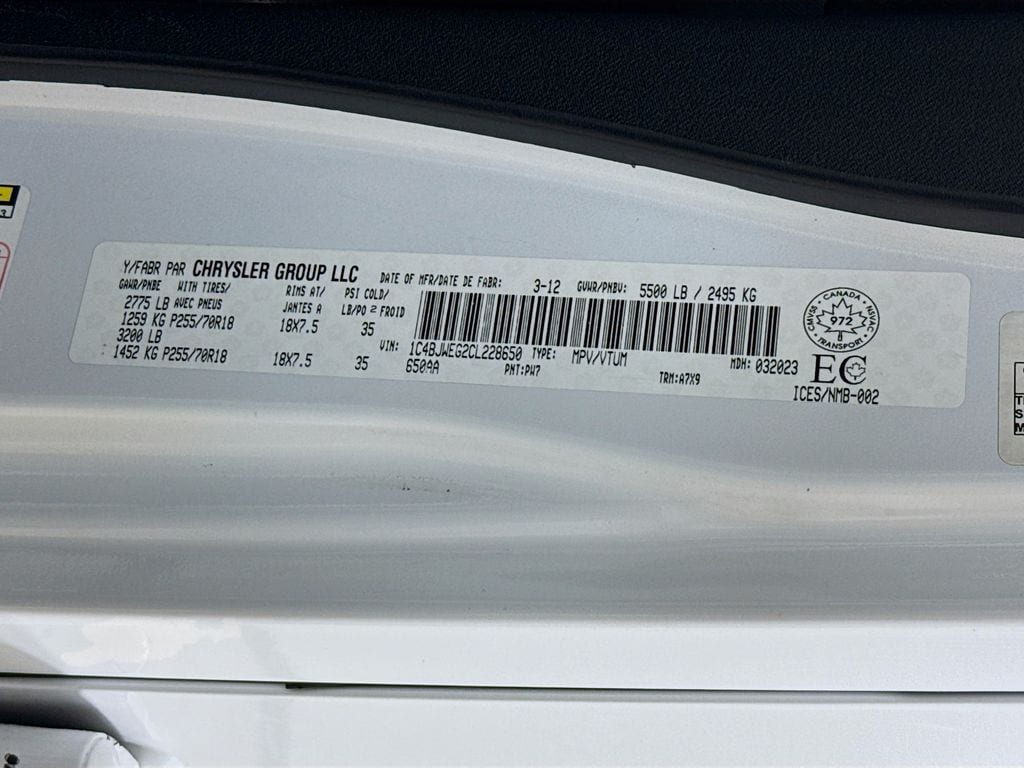 Y/FABR PAR CHRYSLER GROUP LLC DATE OF MFR/DATE DE FABR: 3-12 GVWR/PNBV: 5500 LB / 2495 KG
GAWR/PNBE WITH TIRES/ RIMS AT/ PSI COLD/
2775 LB AVEC PNEUS JANTES A LB/PO 2 FROID
1259 KG P255/70R18 18X7.5 35
3200 LB
1452 KG P255/70R18 18X7.5 35
VIN: 1C4BJWEG2CL228650 TYPE: MPV/VTUM MDH: 032023
6509A PNT:PW7 TRM:A7X9
CANADA
CMVSS NSVAC
972
8
TRANSPORT
EC
ICES/NMB-002
3
S
M